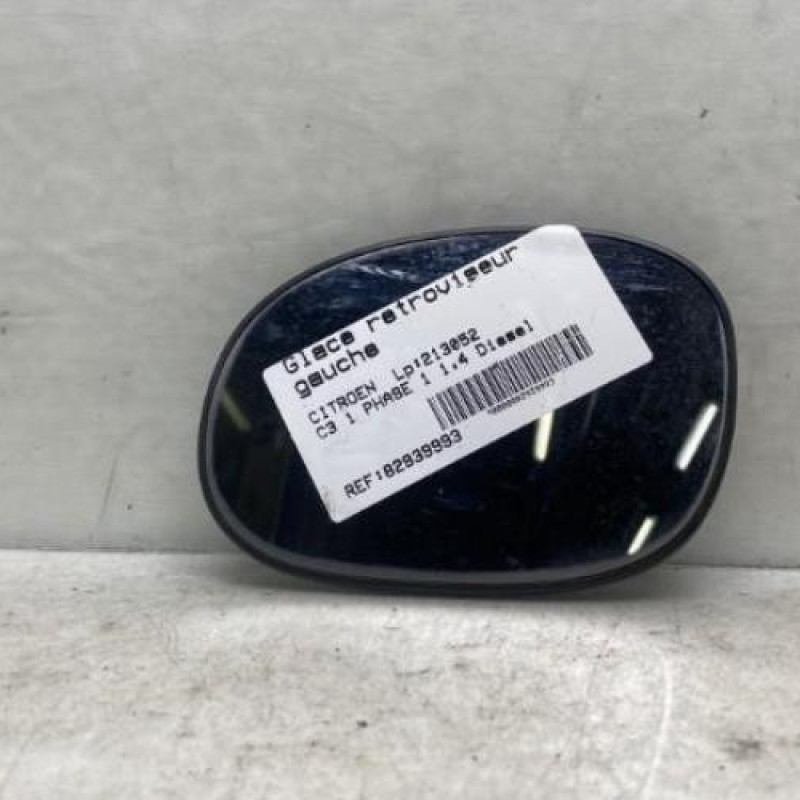 Glace retroviseur
gauche
CITROEN Lp:213052
C3 1 PHASE 1 1.4 Diesel
REF:82939993